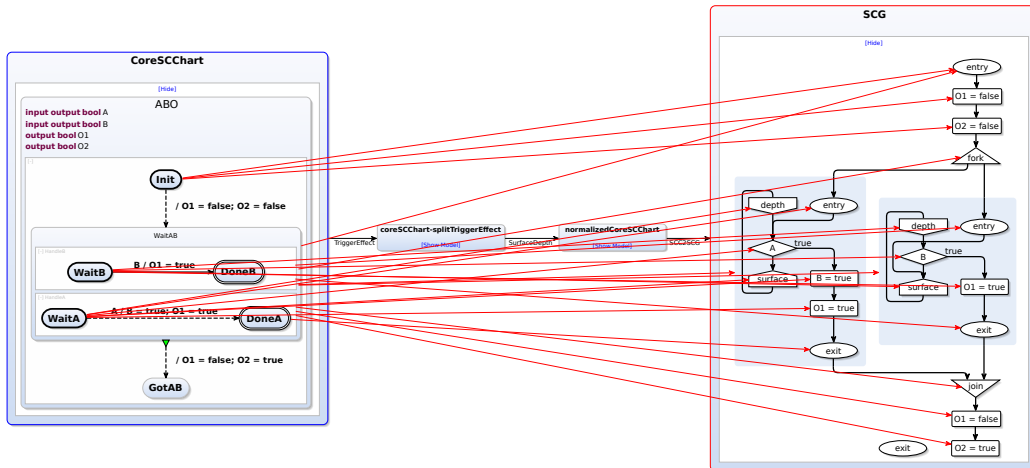 CoreSCChart
[Hide]
ABO
input output bool A
input output bool B
output bool O1
output bool O2
Init
/ O1 = false; O2 = false
WaitAB
WaitB
B / O1 = true
DoneB
WaitA
A / B = true; O1 = true
DoneA
/ O1 = false; O2 = true
GotAB
TriggerEffect
coreSCChart-splitTriggerEffect
[Show Model]
SurfaceDepth
normalizedCoreSCChart
[Show Model]
SCC2SCG
SCG
[Hide]
entry
O1 = false
O2 = false
fork
depth
entry
A
true
surface
B = true
O1 = true
exit
depth
entry
B
true
surface
O1 = true
exit
join
O1 = false
exit
O2 = true